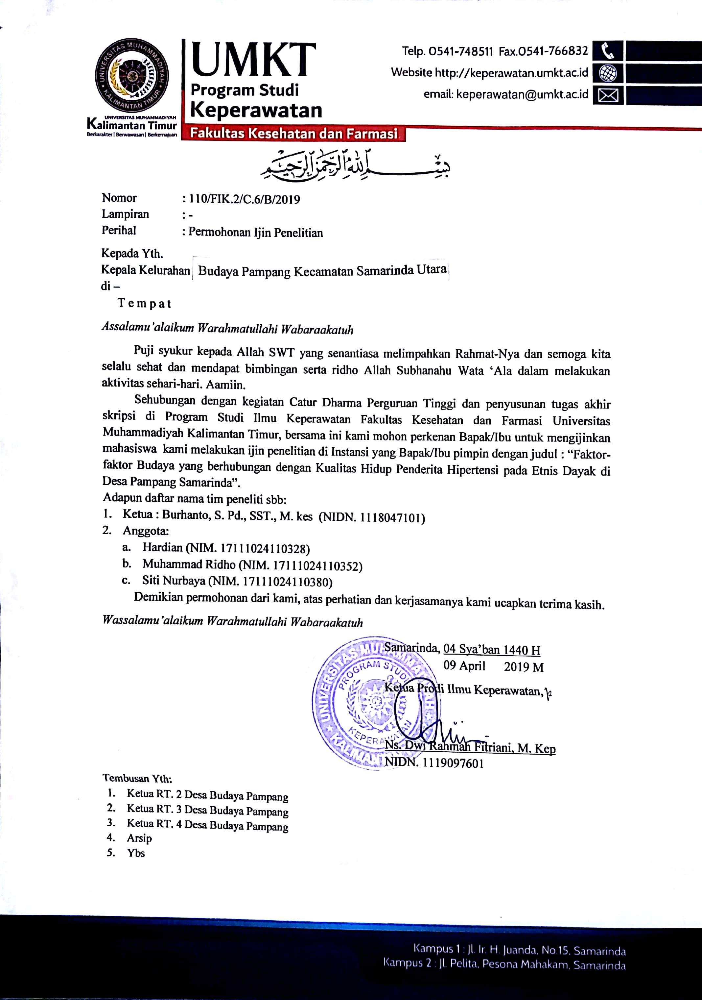 UNIVERSITAS MUHAMMADIYAH
KALIMANTAN TIMUR
UNIVERSITAS MUHAMMADIYAH
Kalimantan Timur
Berkarakter | Berwawasan | Berkemajuan
UMKT
Program Studi
Keperawatan
Fakultas Kesehatan dan Farmasi
Telp. 0541-748511 Fax.0541-766832
Website http://keperawatan.umkt.ac.id
email: keperawatan@umkt.ac.id
بِسْمِ ٱللَّهِ ٱلرَّحْمَٰنِ ٱلرَّحِيمِ
Nomor : 110/FIK.2/C.6/B/2019
Lampiran : -
Perihal : Permohonan Ijin Penelitian
Kepada Yth.
Kepala Kelurahan Budaya Pampang Kecamatan Samarinda Utara
di –
T e m p a t
Assalamu'alaikum Warahmatullahi Wabaraakatuh
Puji syukur kepada Allah SWT yang senantiasa melimpahkan Rahmat-Nya dan semoga kita
selalu sehat dan mendapat bimbingan serta ridho Allah Subhanahu Wata ‘Ala dalam melakukan
aktivitas sehari-hari. Aamiin.
Sehubungan dengan kegiatan Catur Dharma Perguruan Tinggi dan penyusunan tugas akhir
skripsi di Program Studi Ilmu Keperawatan Fakultas Kesehatan dan Farmasi Universitas
Muhammadiyah Kalimantan Timur, bersama ini kami mohon perkenan Bapak/Ibu untuk mengijinkan
mahasiswa kami melakukan ijin penelitian di Instansi yang Bapak/Ibu pimpin dengan judul : “Faktor-
faktor Budaya yang berhubungan dengan Kualitas Hidup Penderita Hipertensi pada Etnis Dayak di
Desa Pampang Samarinda”.
Adapun daftar nama tim peneliti sbb:
1. Ketua : Burhanto, S. Pd., SST., M. kes (NIDN. 1118047101)
2. Anggota:
a. Hardian (NIM. 17111024110328)
b. Muhammad Ridho (NIM. 17111024110352)
c. Siti Nurbaya (NIM. 17111024110380)
Demikian permohonan dari kami, atas perhatian dan kerjasamanya kami ucapkan terima kasih.
Wassalamu'alaikum Warahmatullahi Wabaraakatuh
Samarinda, 04 Sya'ban 1440 H
09 April 2019 M
Ketua Prodi Ilmu Keperawatan,
UNIVERSITAS MUHAMMADIYAH
PROGRAM STUDI
KEPERAWATAN
Ns. Dwi Rahmah Fitriani, M. Kep
NIDN. 1119097601
Tembusan Yth:
1. Ketua RT. 2 Desa Budaya Pampang
2. Ketua RT. 3 Desa Budaya Pampang
3. Ketua RT. 4 Desa Budaya Pampang
4. Arsip
5. Ybs
Kampus 1 : Jl. Ir. H. Juanda, No.15, Samarinda
Kampus 2 : Jl. Pelita, Pesona Mahakam, Samarinda